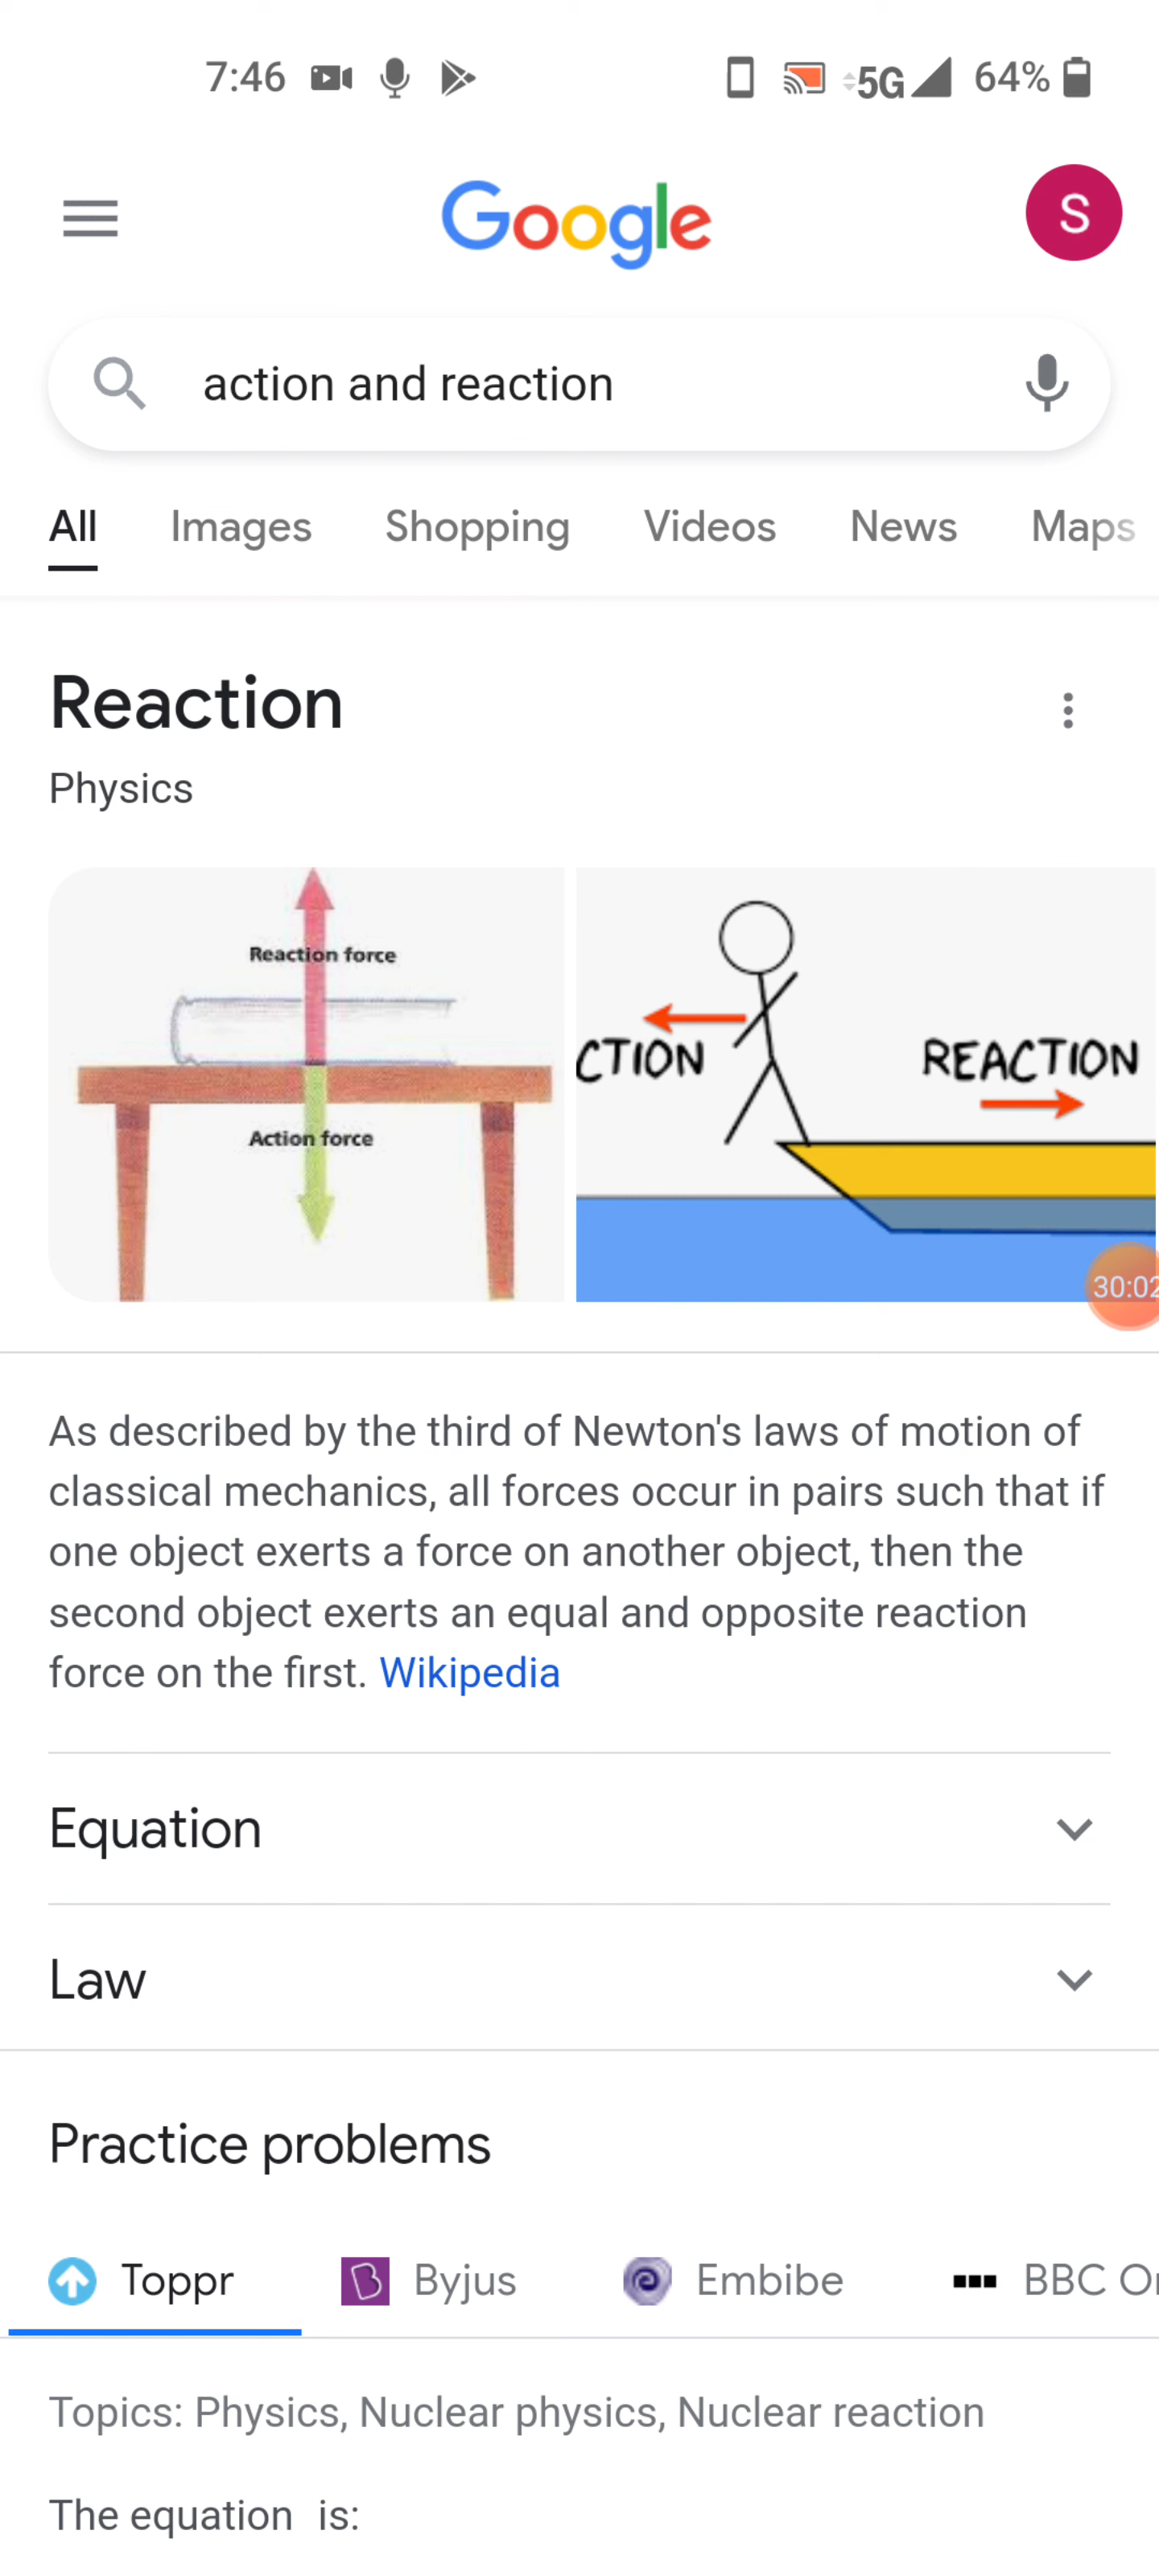 7:46 5G 64%
Google
S
action and reaction
All Images Shopping Videos News Maps
Reaction
Physics
Reaction force
Action force
CTION
REACTION
30:02
As described by the third of Newton's laws of motion of
classical mechanics, all forces occur in pairs such that if
one object exerts a force on another object, then the
second object exerts an equal and opposite reaction
force on the first. Wikipedia
Equation
Law
Practice problems
Toppr Byjus Embibe BBC
Topics: Physics, Nuclear physics, Nuclear reaction
The equation is: